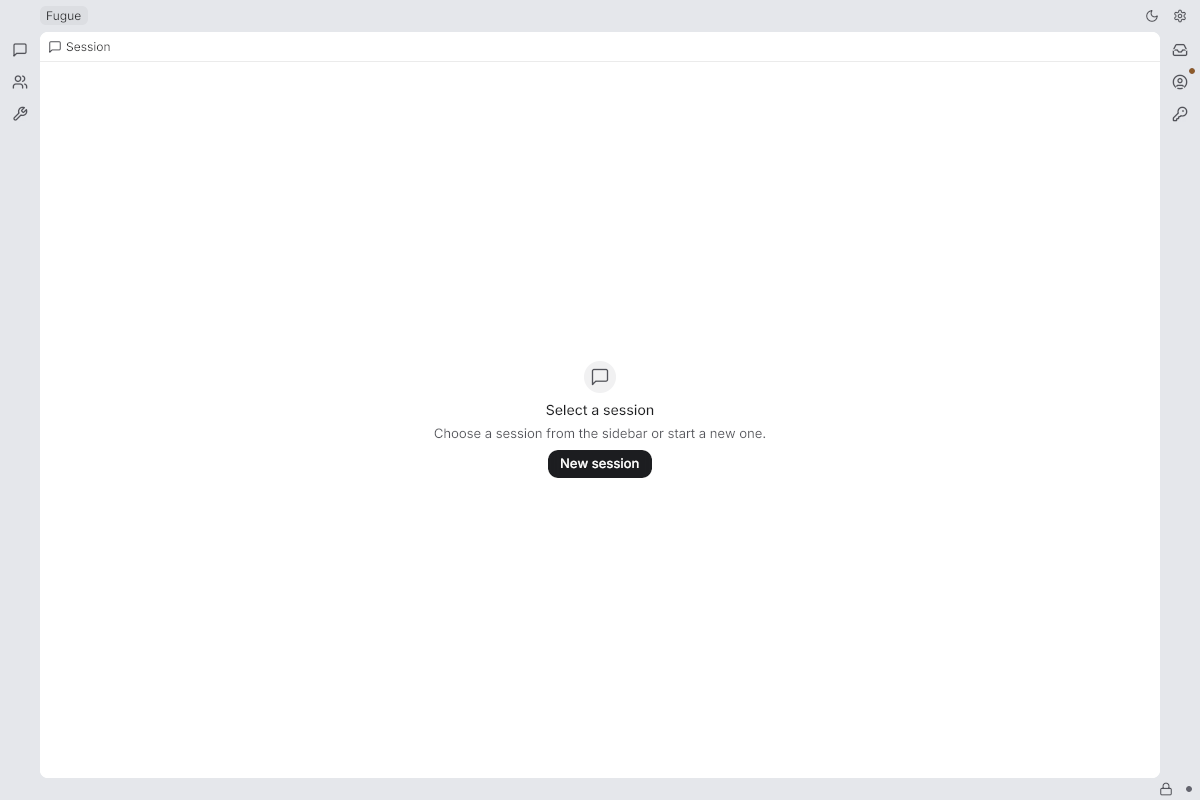 Fugue
Session
Select a session
Choose a session from the sidebar or start a new one.
New session